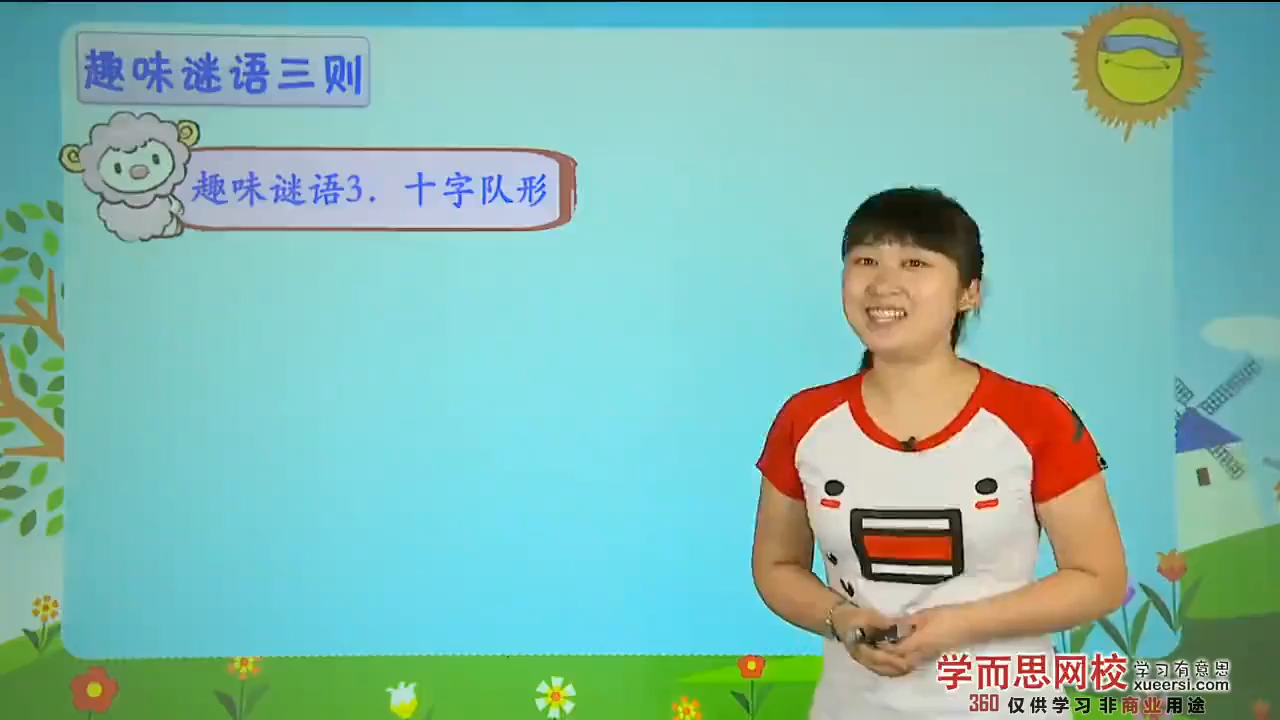 趣味谜语三则
趣味谜语3. 十字队形
学而思网校 学习有意思
xueersi.com
360 仅供学习 非商业用途